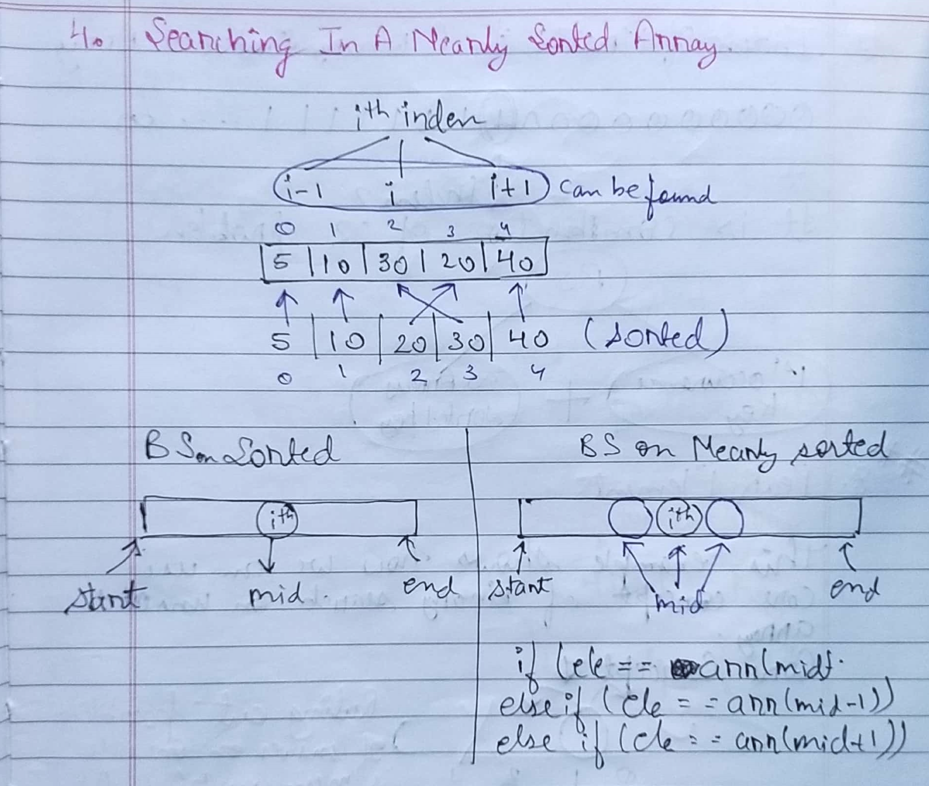 4. Searching In A Nearly Sorted Array.
ith index
i-1 i i+1 can be found
0 1 2 3 4
5 10 30 20 40
5 10 20 30 40 (sorted)
0 1 2 3 4
BS on Sorted
ith
start mid. end
BS on Nearly sorted
ith
start mid end
if (ele == arr(mid).
else if (ele == arr(mid-1))
else if (ele == arr(mid+1))